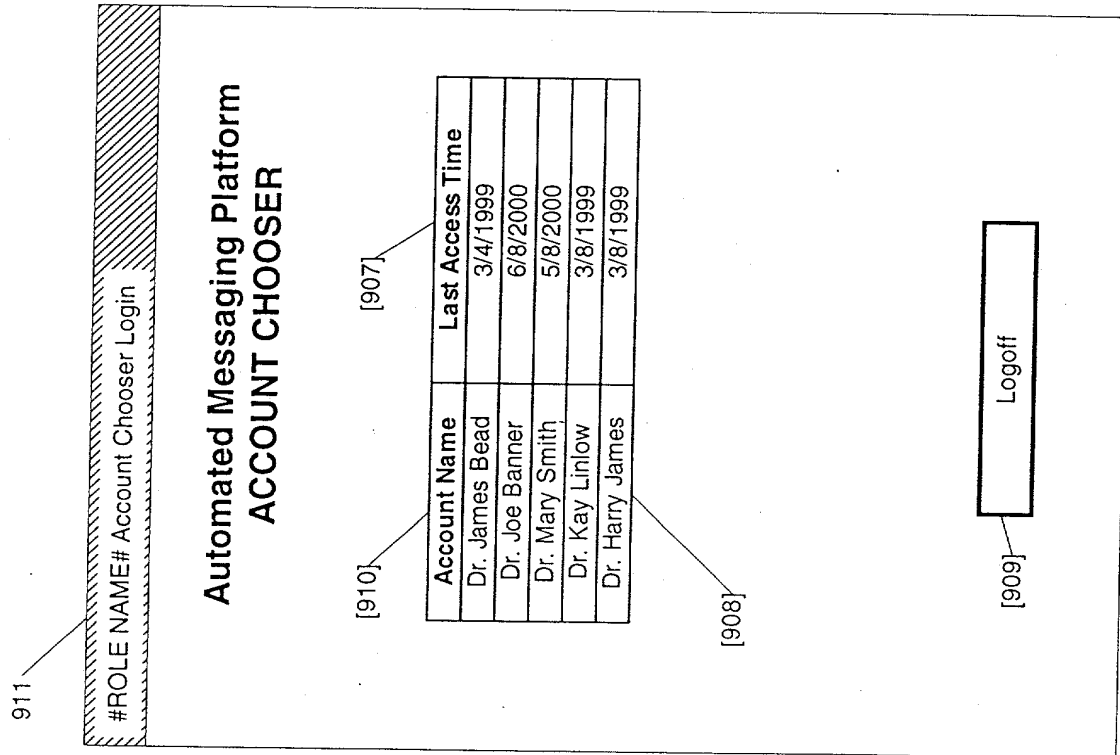 911
#ROLE NAME# Account Chooser Login
Automated Messaging Platform
ACCOUNT CHOOSER
[910]
[907]
Account Name Last Access Time
Dr. James Bead 3/4/1999
Dr. Joe Banner 6/8/2000
Dr. Mary Smith 5/8/2000
Dr. Kay Linlow 3/8/1999
Dr. Harry James 3/8/1999
[908]
Logoff
[909]